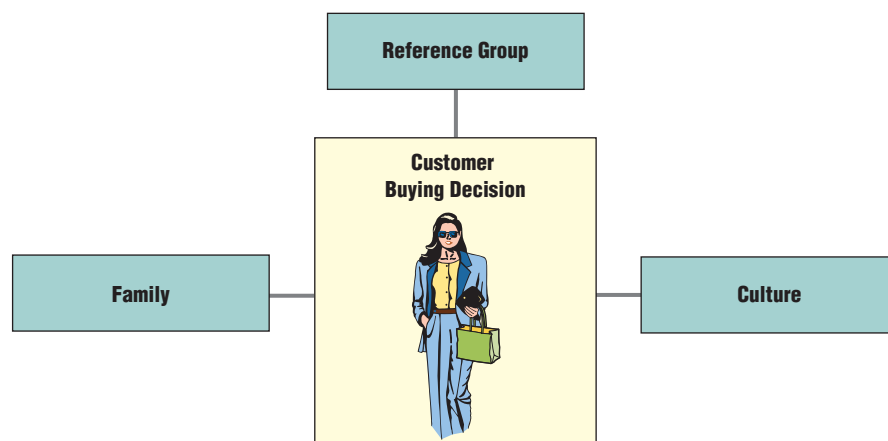 Reference Group
Customer
Buying Decision
Family
Culture